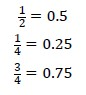 1/2 = 0.5
1/4 = 0.25
3/4 = 0.75